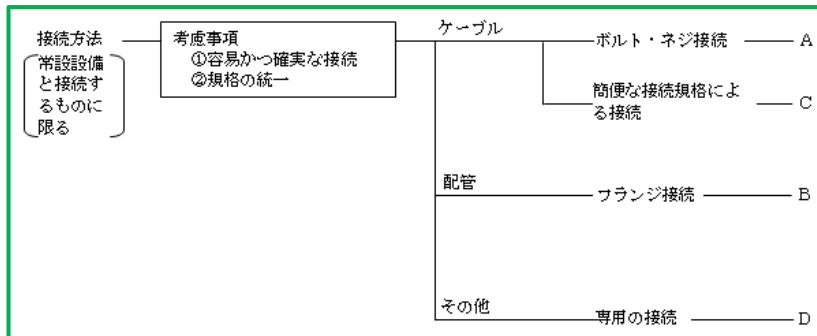 接続方法
常設設備
と接続す
るものに
限る
考慮事項
①容易かつ確実な接続
②規格の統一
ケーブル
ボルト・ネジ接続
A
簡便な接続規格によ
る接続
C
配管
フランジ接続
B
その他
専用の接続
D